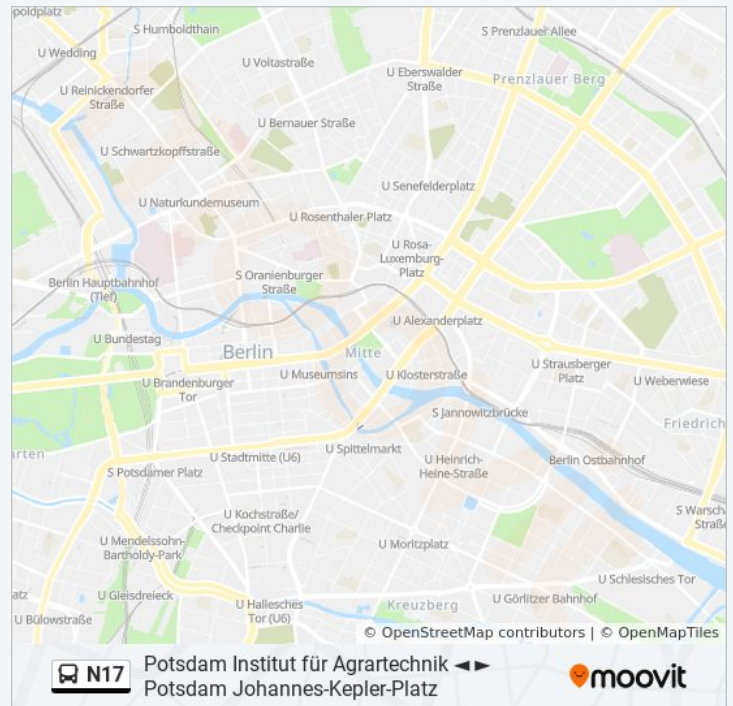 poldplatz
S Humboldthain
S Prenzlauer Allee
U Wedding
U Voltastraße
U Eberswalder
Straße
Prenzlauer Berg
U Reinickendorfer
Straße
U Bernauer Straße
U Schwartzkopffstraße
U Senefelderplatz
U Naturkundemuseum
U Rosenthaler Platz
U Rosa-
Luxemburg-
Platz
S Oranienburger
Straße
Berlin Hauptbahnhof
(Tief)
U Alexanderplatz
U Bundestag
Berlin
Mitte
U Strausberger
Platz
U Brandenburger
Tor
U Museumsins
U Klosterstraße
U Weberwiese
S Jannowitzbrücke
Friedrich
arten
U Stadtmitte (U6)
U Spittelmarkt
U Heinrich-
Heine-Straße
Berlin Ostbahnhof
S Potsdamer Platz
U Kochstraße/
Checkpoint Charlie
S Warsch
Straße
U Mendelssohn-
Bartholdy-Park
U Moritzplatz
U Schlesisches Tor
atz
U Gleisdreieck
U Hallesches
Tor (U6)
Kreuzberg
U Görlitzer Bahnhof
U Bülowstraße
© OpenStreetMap contributors | © OpenMapTiles
N17
Potsdam Institut für Agrartechnik ◄►
Potsdam Johannes-Kepler-Platz
moovit